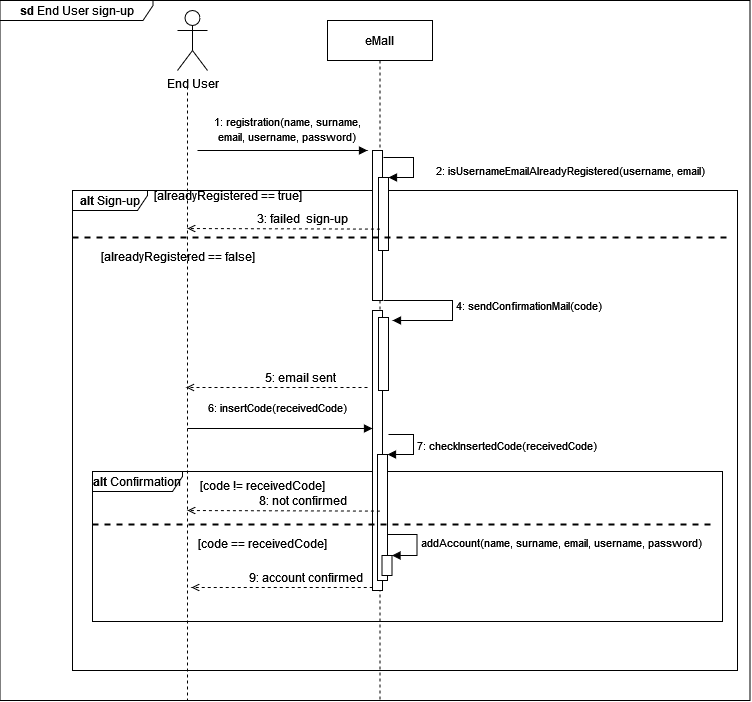 sd End User sign-up
eMall
End User
1: registration(name, surname,
email, username, password)
2: isUsernameEmailAlreadyRegistered(username, email)
alt Sign-up
[alreadyRegistered == true]
3: failed sign-up
[alreadyRegistered == false]
4: sendConfirmationMail(code)
5: email sent
6: insertCode(receivedCode)
7: checkInsertedCode(receivedCode)
alt Confirmation
[code != receivedCode]
8: not confirmed
[code == receivedCode]
addAccount(name, surname, email, username, password)
9: account confirmed